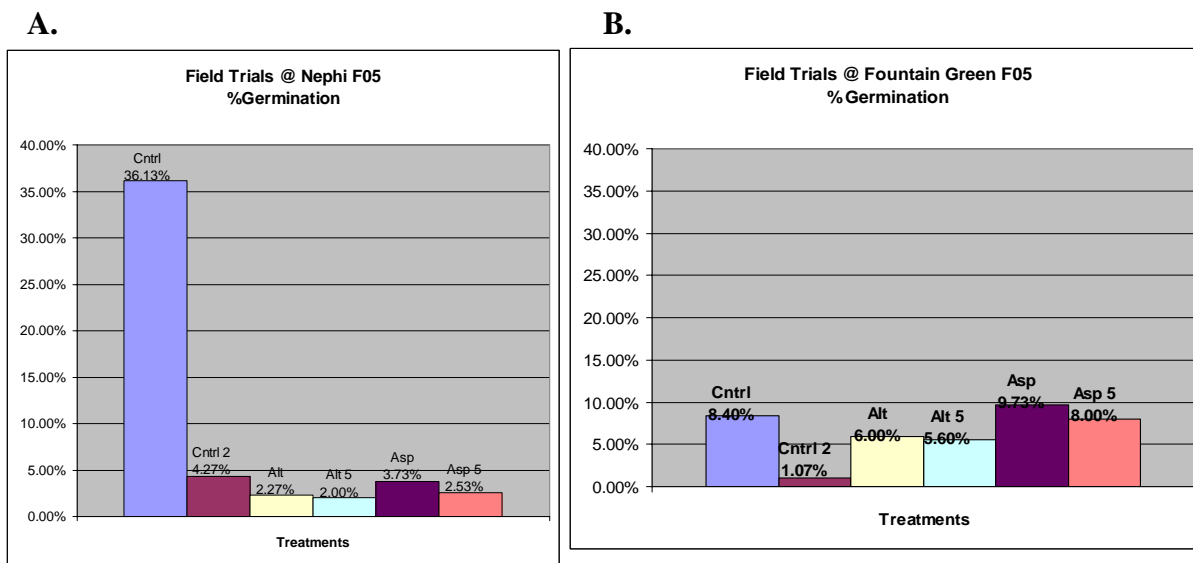 A.
Field Trials @ Nephi F05
%Germination
40.00%
35.00%
30.00%
25.00%
20.00%
15.00%
10.00%
5.00%
0.00%
Cntrl
36.13%
Cntrl 2
4.27%
Alt
2.27%
Alt 5
2.00%
Asp
3.73%
Asp 5
2.53%
Treatments
B.
Field Trials @ Fountain Green F05
%Germination
40.00%
35.00%
30.00%
25.00%
20.00%
15.00%
10.00%
5.00%
0.00%
Cntrl
8.40%
Cntrl 2
1.07%
Alt
6.00%
Alt 5
5.60%
Asp
9.73%
Asp 5
8.00%
Treatments